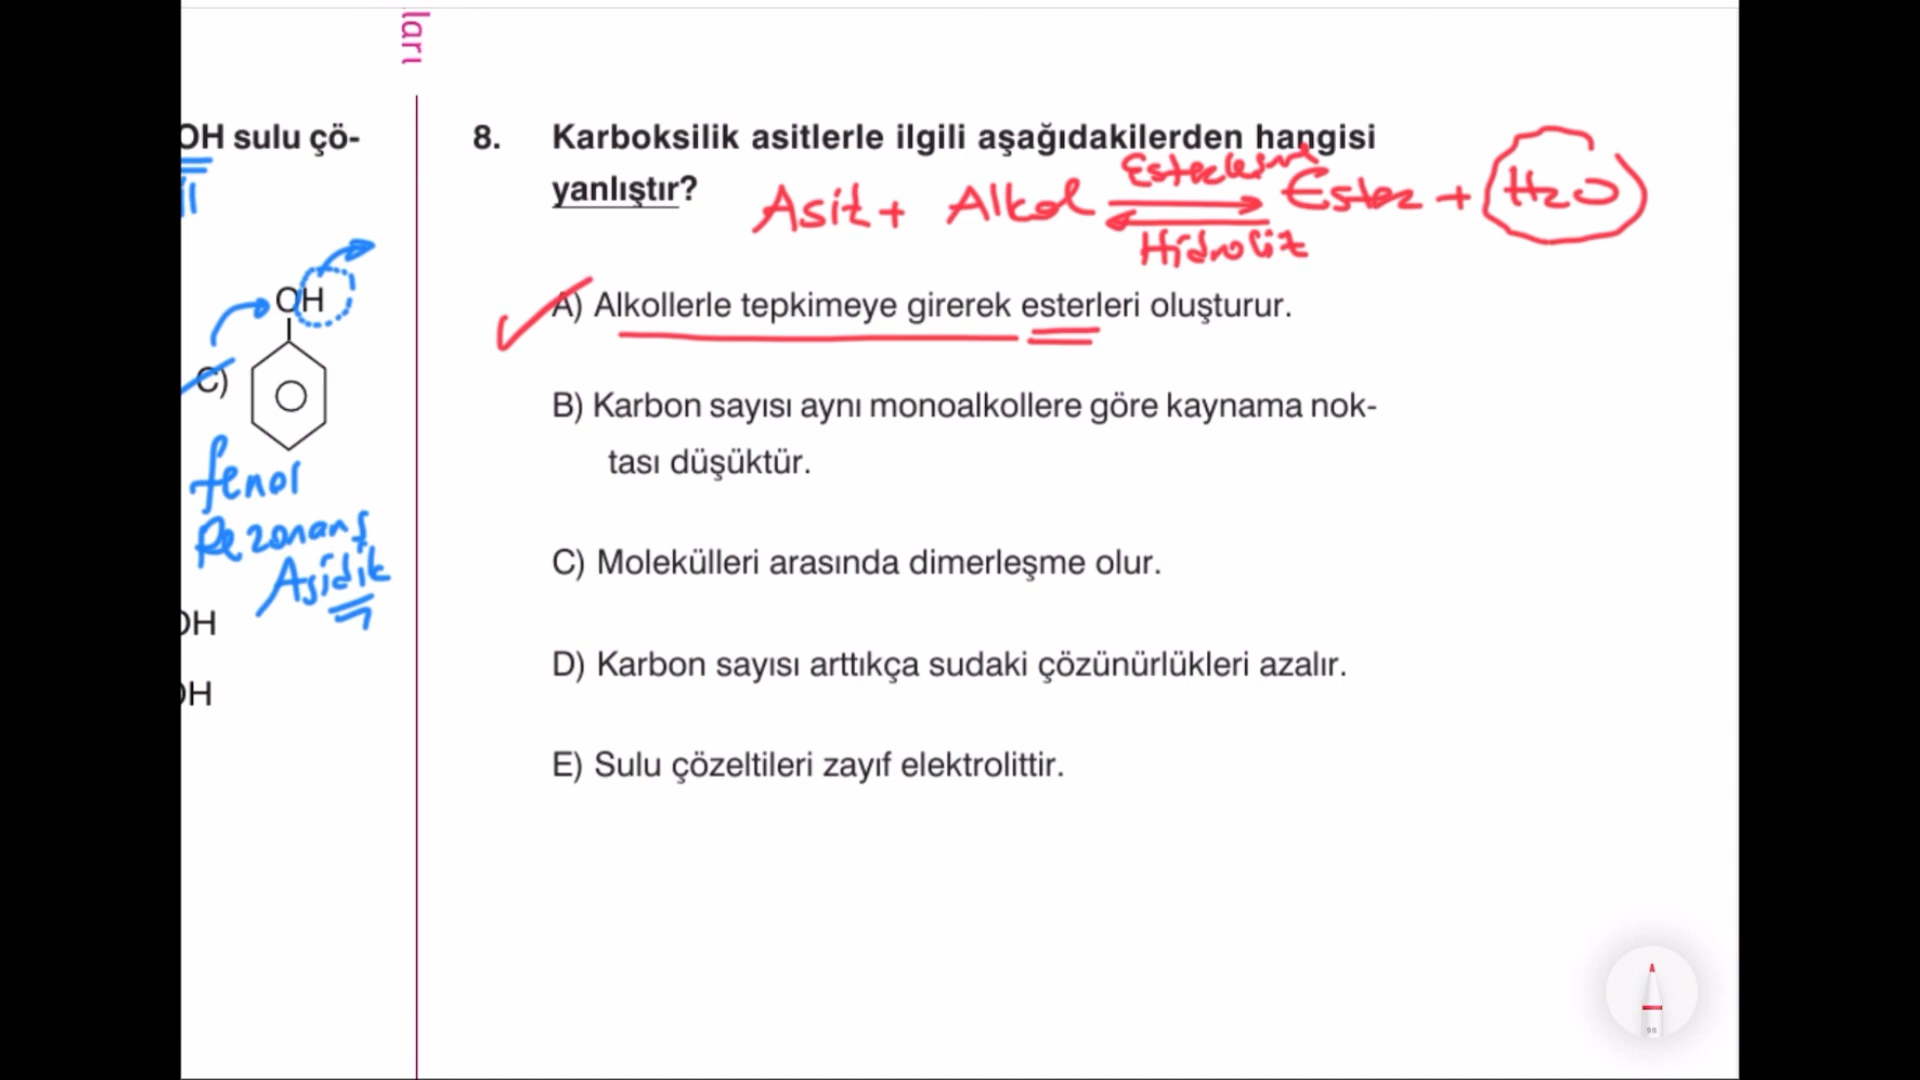 ları
OH sulu çö-
il
OH
C)
fenol
Rezonans
Asidik
OH
OH
8. Karboksilik asitlerle ilgili aşağıdakilerden hangisi
yanlıştır?
Asit + Alkol Esterleşme Ester + H2O
Hidroliz
A) Alkollerle tepkimeye girerek esterleri oluşturur.
B) Karbon sayısı aynı monoalkollere göre kaynama nok-
tası düşüktür.
C) Molekülleri arasında dimerleşme olur.
D) Karbon sayısı arttıkça sudaki çözünürlükleri azalır.
E) Sulu çözeltileri zayıf elektrolittir.
98